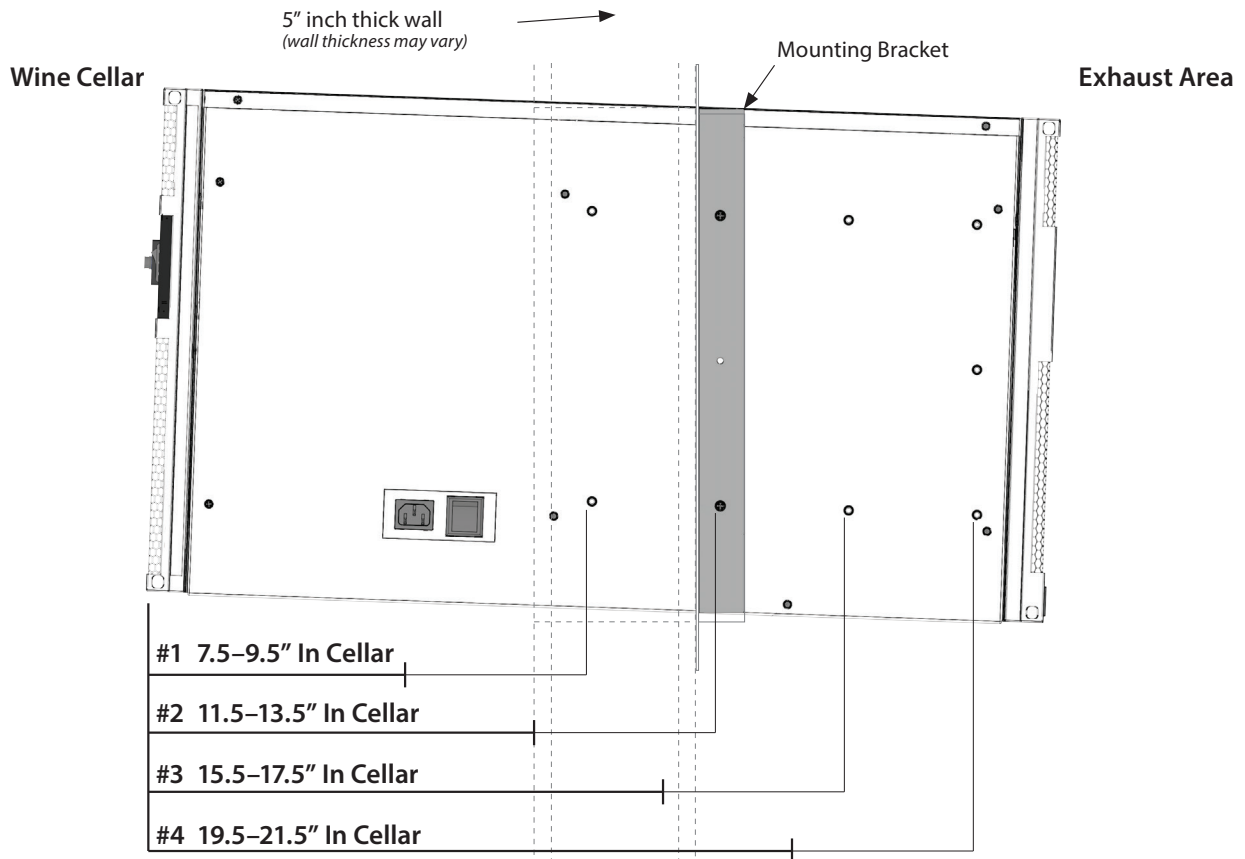 5” inch thick wall
(wall thickness may vary)
Mounting Bracket
Wine Cellar
Exhaust Area
#1 7.5–9.5” In Cellar
#2 11.5–13.5” In Cellar
#3 15.5–17.5” In Cellar
#4 19.5–21.5” In Cellar